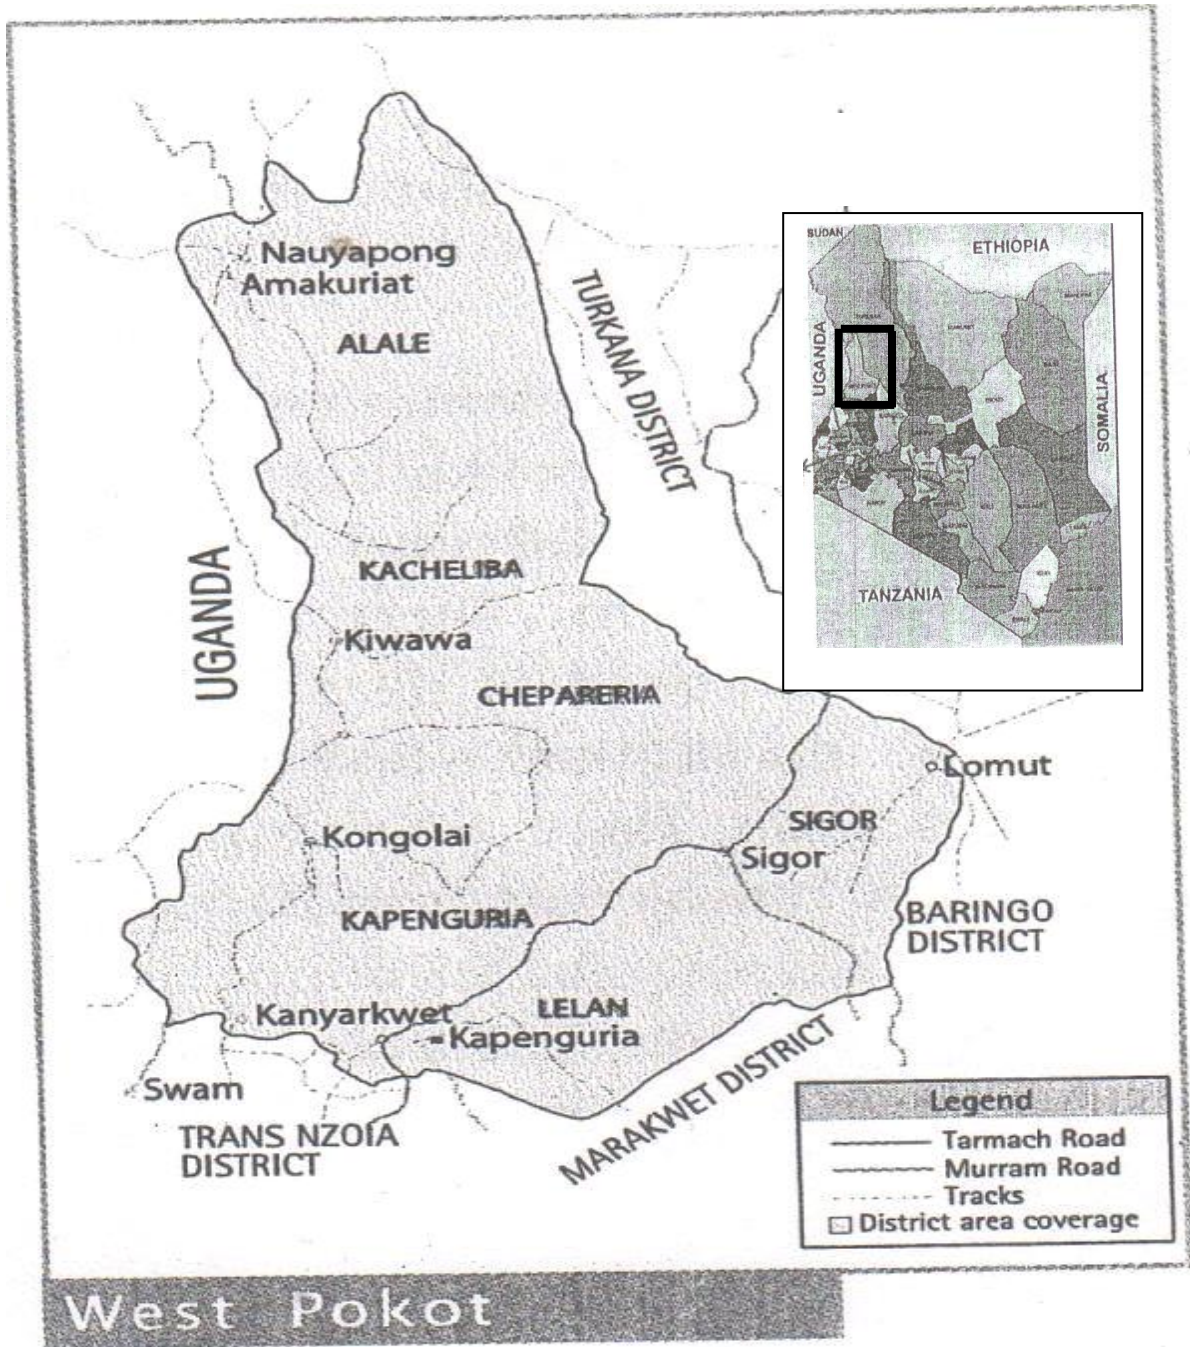 Nauyapong
Amakuriat
ALALE
TURKANA DISTRICT
UGANDA
KACHELIBA
Kiwawa
CHEPARERIA
Lomut
SIGOR
Sigor
Kongolai
KAPENGURIA
BARINGO
DISTRICT
LELAN
Kanyarkwet
Kapenguria
MARAKWET DISTRICT
Swam
TRANS NZOIA
DISTRICT
SUDAN
ETHIOPIA
UGANDA
SOMALIA
TANZANIA
Legend
Tarmach Road
Murram Road
Tracks
District area coverage
West Pokot